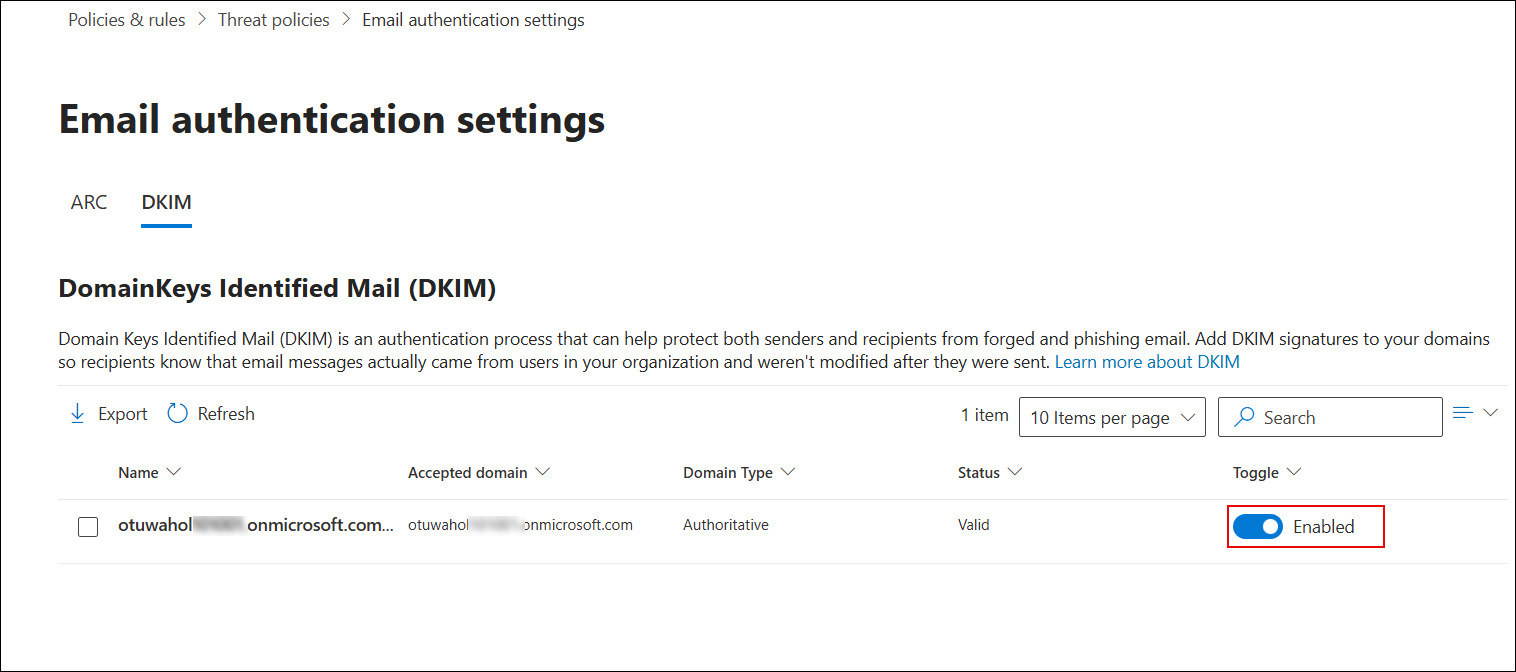 Policies & rules > Threat policies > Email authentication settings
Email authentication settings
ARC DKIM
DomainKeys Identified Mail (DKIM)
Domain Keys Identified Mail (DKIM) is an authentication process that can help protect both senders and recipients from forged and phishing email. Add DKIM signatures to your domains
so recipients know that email messages actually came from users in your organization and weren't modified after they were sent. Learn more about DKIM
Export Refresh 1 item 10 Items per page Search
Name Accepted domain Domain Type Status Toggle
otuwahol .onmicrosoft.com... otuwahol onmicrosoft.com Authoritative Valid Enabled